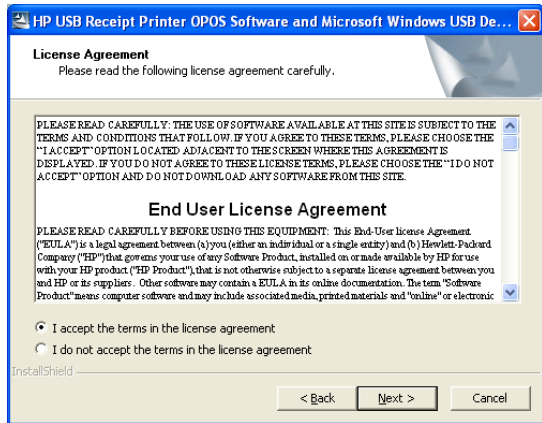 HP USB Receipt Printer OPOS Software and Microsoft Windows USB De...
License Agreement
Please read the following license agreement carefully.
PLEASE READ CAREFULLY: THE USE OF SOFTWARE AVAILABLE AT THIS SITE IS SUBJECT TO THE
TERMS AND CONDITIONS THAT FOLLOW. IF YOU AGREE TO THESE TERMS, PLEASE CHOOSE THE
"I ACCEPT" OPTION LOCATED ADJACENT TO THE SCREEN WHERE THIS AGREEMENT IS
DISPLAYED. IF YOU DO NOT AGREE TO THESE LICENSE TERMS, PLEASE CHOOSE THE "I DO NOT
ACCEPT" OPTION AND DO NOT DOWNLOAD ANY SOFTWARE FROM THIS SITE.
End User License Agreement
PLEASE READ CAREFULLY BEFORE USING THIS EQUIPMENT: This End-User license Agreement
("EULA") is a legal agreement between (a) you (either an individual or a single entity) and (b) Hewlett-Packard
Company ("HP") that governs your use of any Software Product, installed on or made available by HP for use
with your HP product ("HP Product"), that is not otherwise subject to a separate license agreement between you
and HP or its suppliers. Other software may contain a EULA in its online documentation. The term "Software
Product" means computer software and may include associated media, printed materials and "online" or electronic
I accept the terms in the license agreement
I do not accept the terms in the license agreement
InstallShield
< Back Next > Cancel